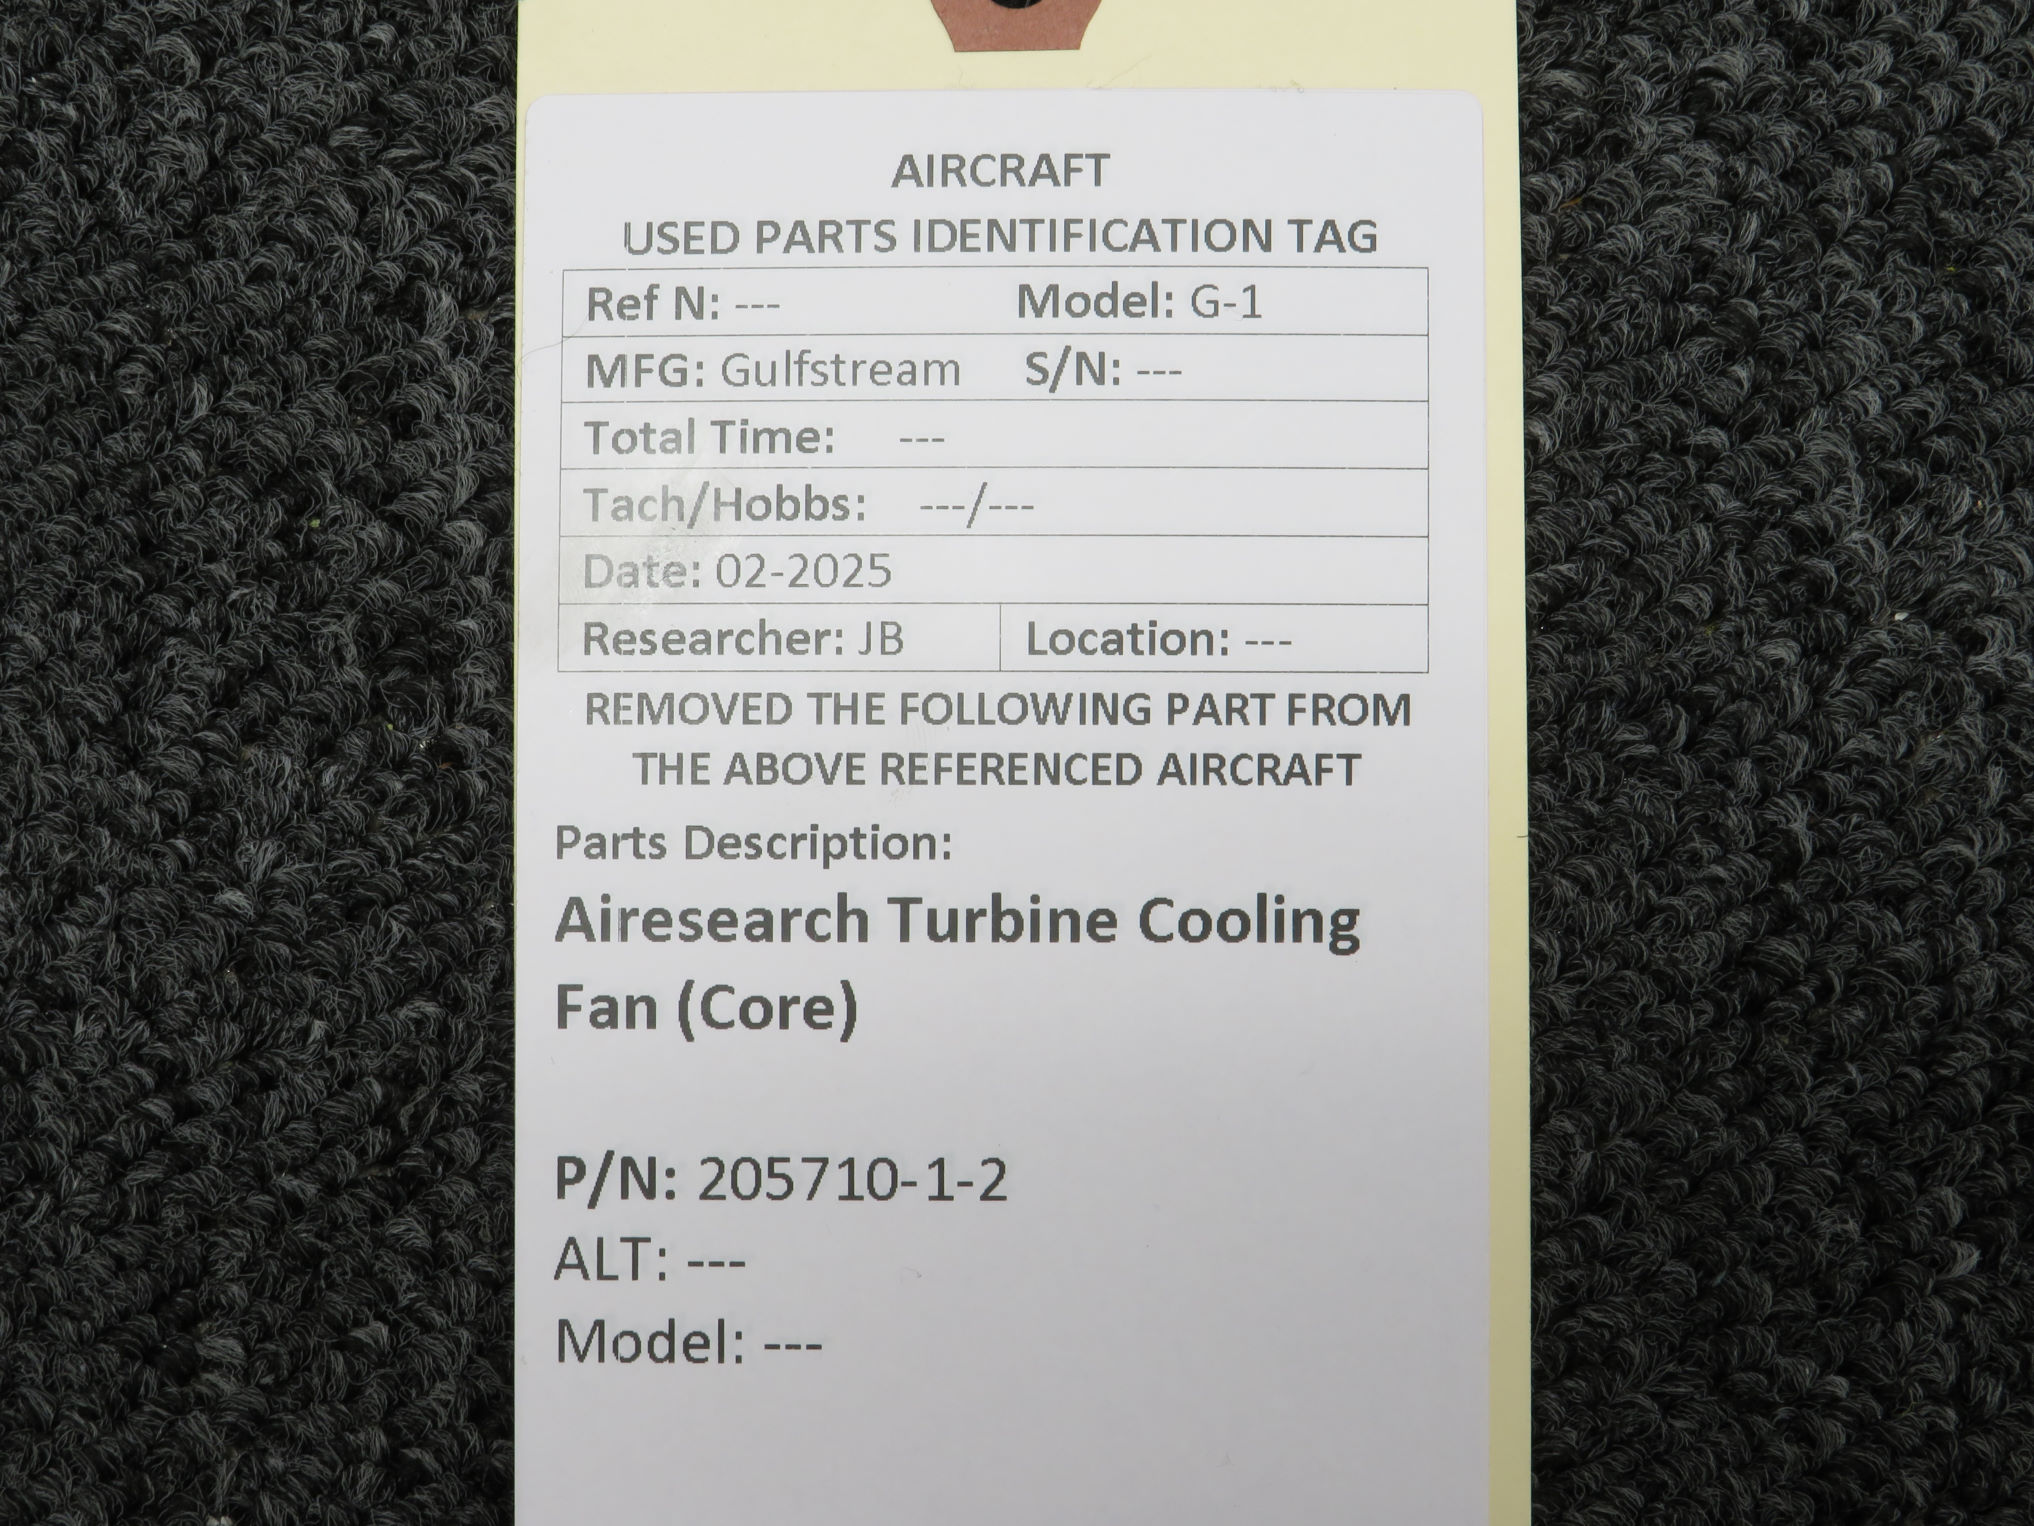 AIRCRAFT
USED PARTS IDENTIFICATION TAG
Ref N: --- Model: G-1
MFG: Gulfstream S/N: ---
Total Time: ---
Tach/Hobbs: ---/---
Date: 02-2025
Researcher: JB Location: ---
REMOVED THE FOLLOWING PART FROM
THE ABOVE REFERENCED AIRCRAFT
Parts Description:
Airesearch Turbine Cooling
Fan (Core)
P/N: 205710-1-2
ALT: ---
Model: ---